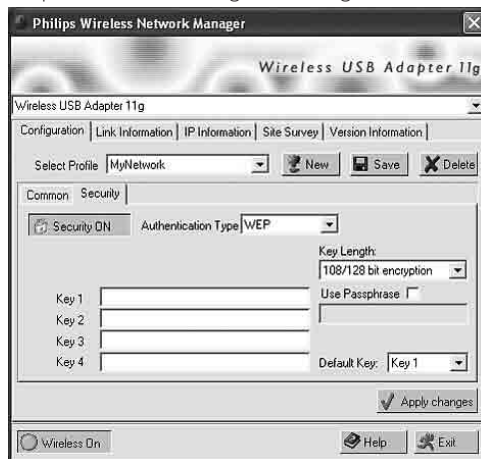 Philips Wireless Network Manager
Wireless USB Adapter 11g
Wireless USB Adapter 11g
Configuration Link Information IP Information Site Survey Version Information
Select Profile MyNetwork New Save Delete
Common Security
Security ON Authentication Type WEP
Key Length:
108/128 bit encryption
Key 1 Use Passphrase
Key 2
Key 3
Key 4 Default Key: Key 1
Apply changes
Wireless On Help Exit